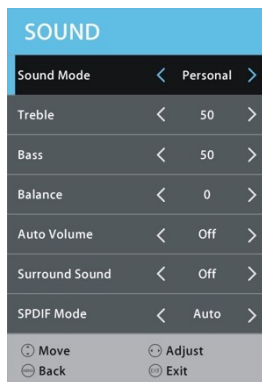 SOUND
Sound Mode < Personal >
Treble < 50 >
Bass < 50 >
Balance < 0 >
Auto Volume < Off >
Surround Sound < Off >
SPDIF Mode < Auto >
Move Adjust
Back Exit